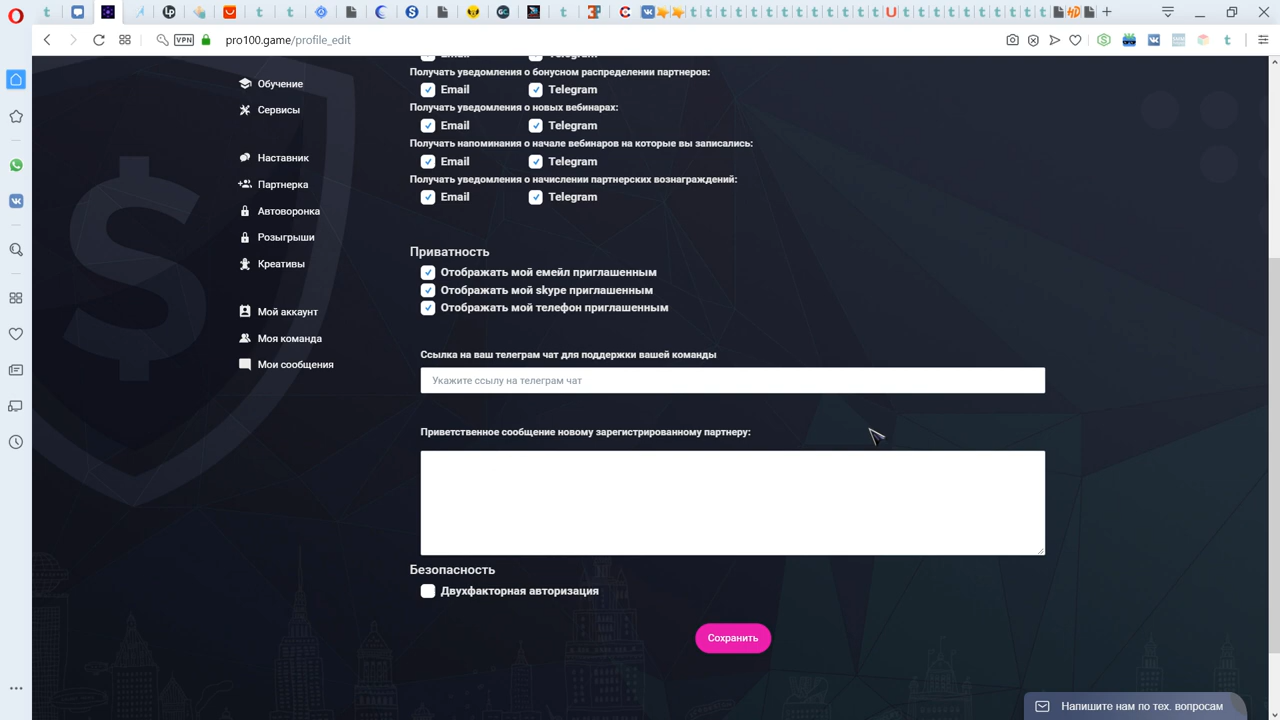 VPN
pro100.game/profile_edit
Обучение
Сервисы
Наставник
Партнерка
Автоворонка
Розыгрыши
Креативы
Мой аккаунт
Моя команда
Мои сообщения
Email Telegram
Получать уведомления о бонусном распределении партнеров:
Email Telegram
Получать уведомления о новых вебинарах:
Email Telegram
Получать напоминания о начале вебинаров на которые вы записались:
Email Telegram
Получать уведомления о начислении партнерских вознаграждений:
Email Telegram
Приватность
Отображать мой емейл приглашенным
Отображать мой skype приглашенным
Отображать мой телефон приглашенным
Ссылка на ваш телеграм чат для поддержки вашей команды
Укажите ссылу на телеграм чат
Приветственное сообщение новому зарегистрированному партнеру:
Безопасность
Двухфакторная авторизация
Сохранить
Напишите нам по тех. вопросам